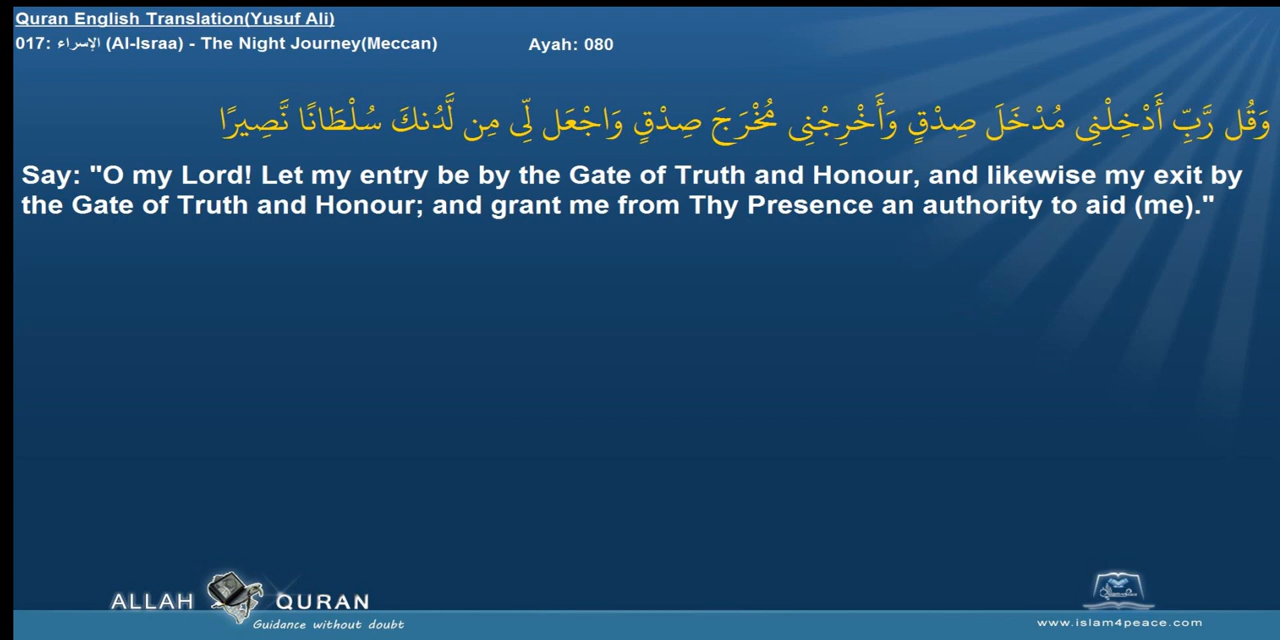 Quran English Translation(Yusuf Ali)
017: الإسراء (Al-Israa) - The Night Journey(Meccan) Ayah: 080
وَقُل رَّبِّ أَدْخِلْنِى مُدْخَلَ صِدْقٍ وَأَخْرِجْنِى مُخْرَجَ صِدْقٍ وَاجْعَل لِّى مِن لَّدُنكَ سُلْطَانًا نَّصِيرًا
Say: "O my Lord! Let my entry be by the Gate of Truth and Honour, and likewise my exit by
the Gate of Truth and Honour; and grant me from Thy Presence an authority to aid (me)."
ALLAH QURAN
Guidance without doubt
www.islam4peace.com